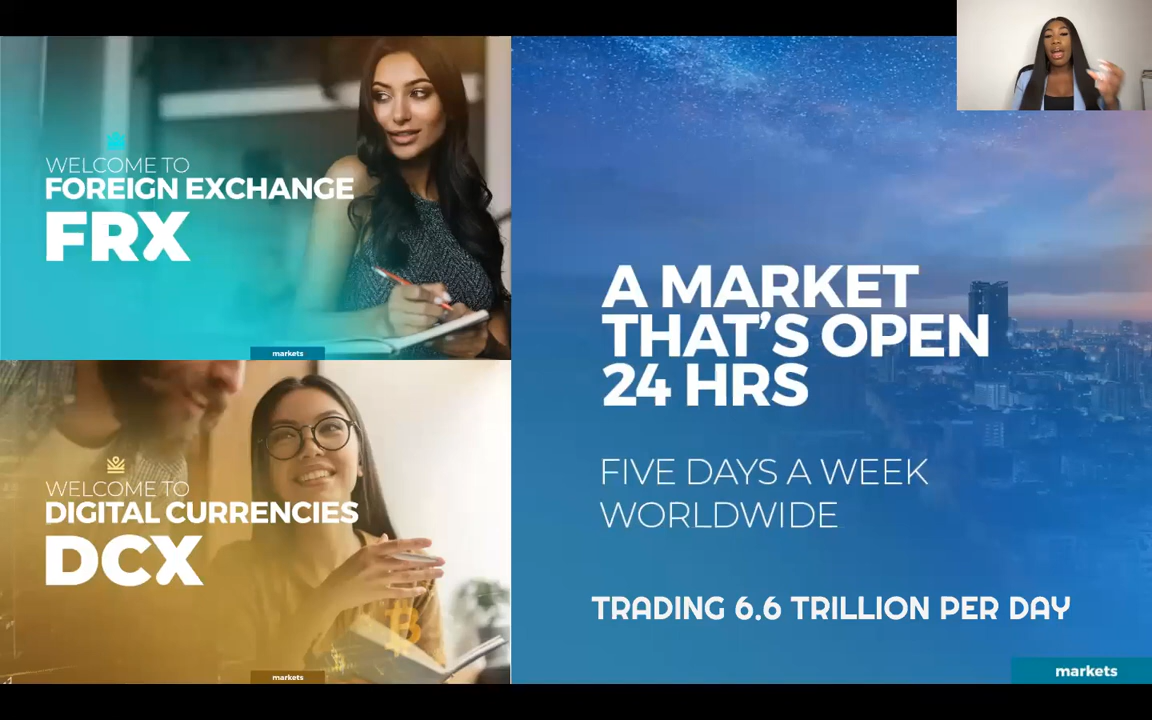 WELCOME TO
FOREIGN EXCHANGE
FRX
markets
WELCOME TO
DIGITAL CURRENCIES
DCX
markets
A MARKET
THAT'S OPEN
24 HRS
FIVE DAYS A WEEK
WORLDWIDE
TRADING 6.6 TRILLION PER DAY
markets